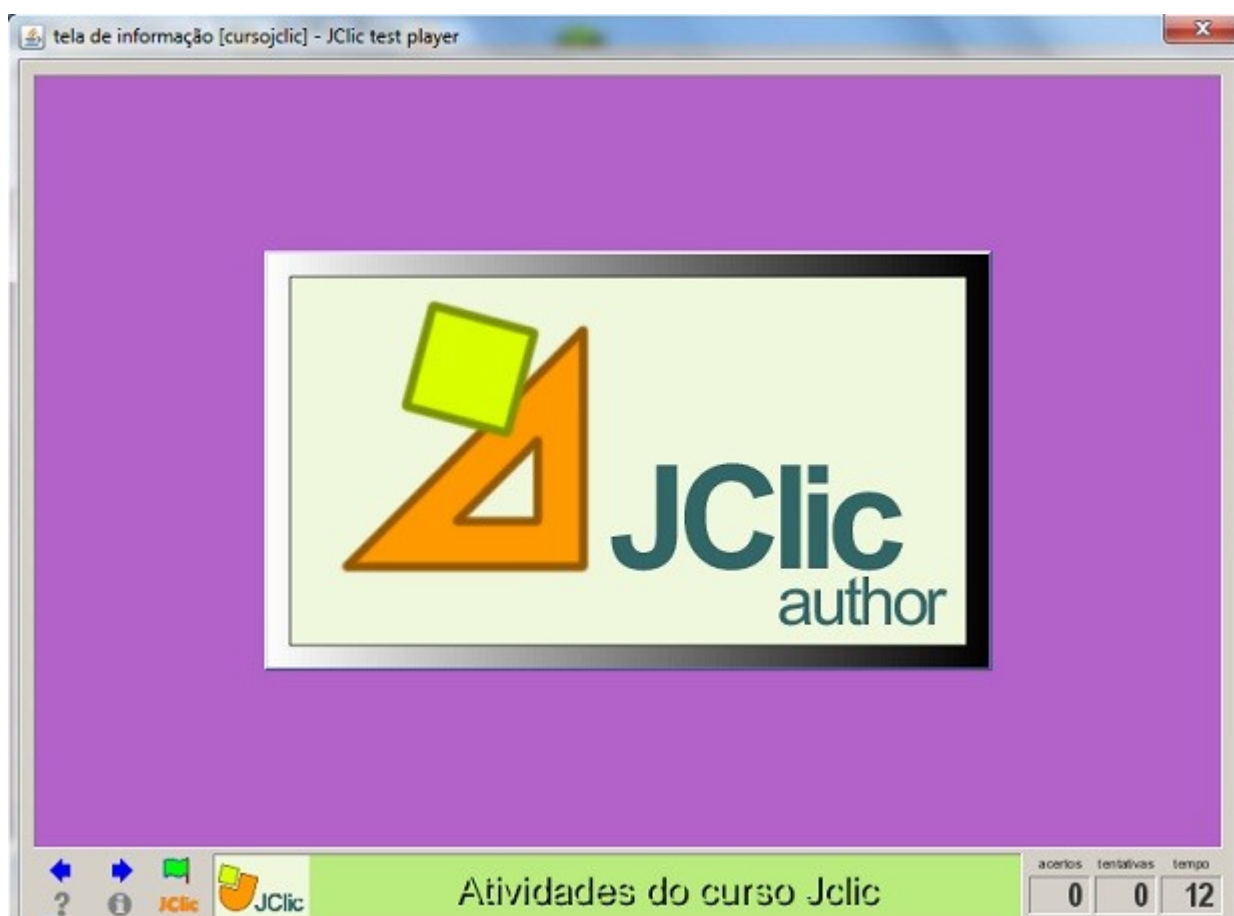 tela de informação [cursojclic] - JClic test player
JClic
author
JClic
JClic
Atividades do curso Jclic
acertos tentativas tempo
0 0 12